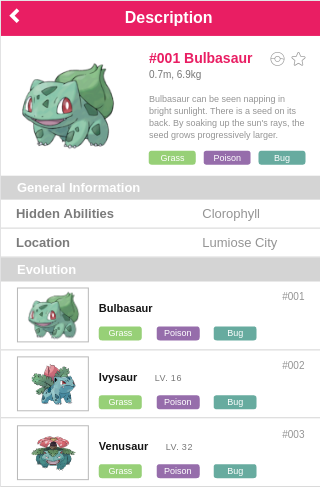 Description
#001 Bulbasaur
0.7m, 6.9kg
Bulbasaur can be seen napping in
bright sunlight. There is a seed on its
back. By soaking up the sun's rays, the
seed grows progressively larger.
Grass Poison Bug
General Information
Hidden Abilities Clorophyll
Location Lumiose City
Evolution
#001
Bulbasaur
Grass Poison Bug
#002
Ivysaur LV. 16
Grass Poison Bug
#003
Venusaur LV. 32
Grass Poison Bug